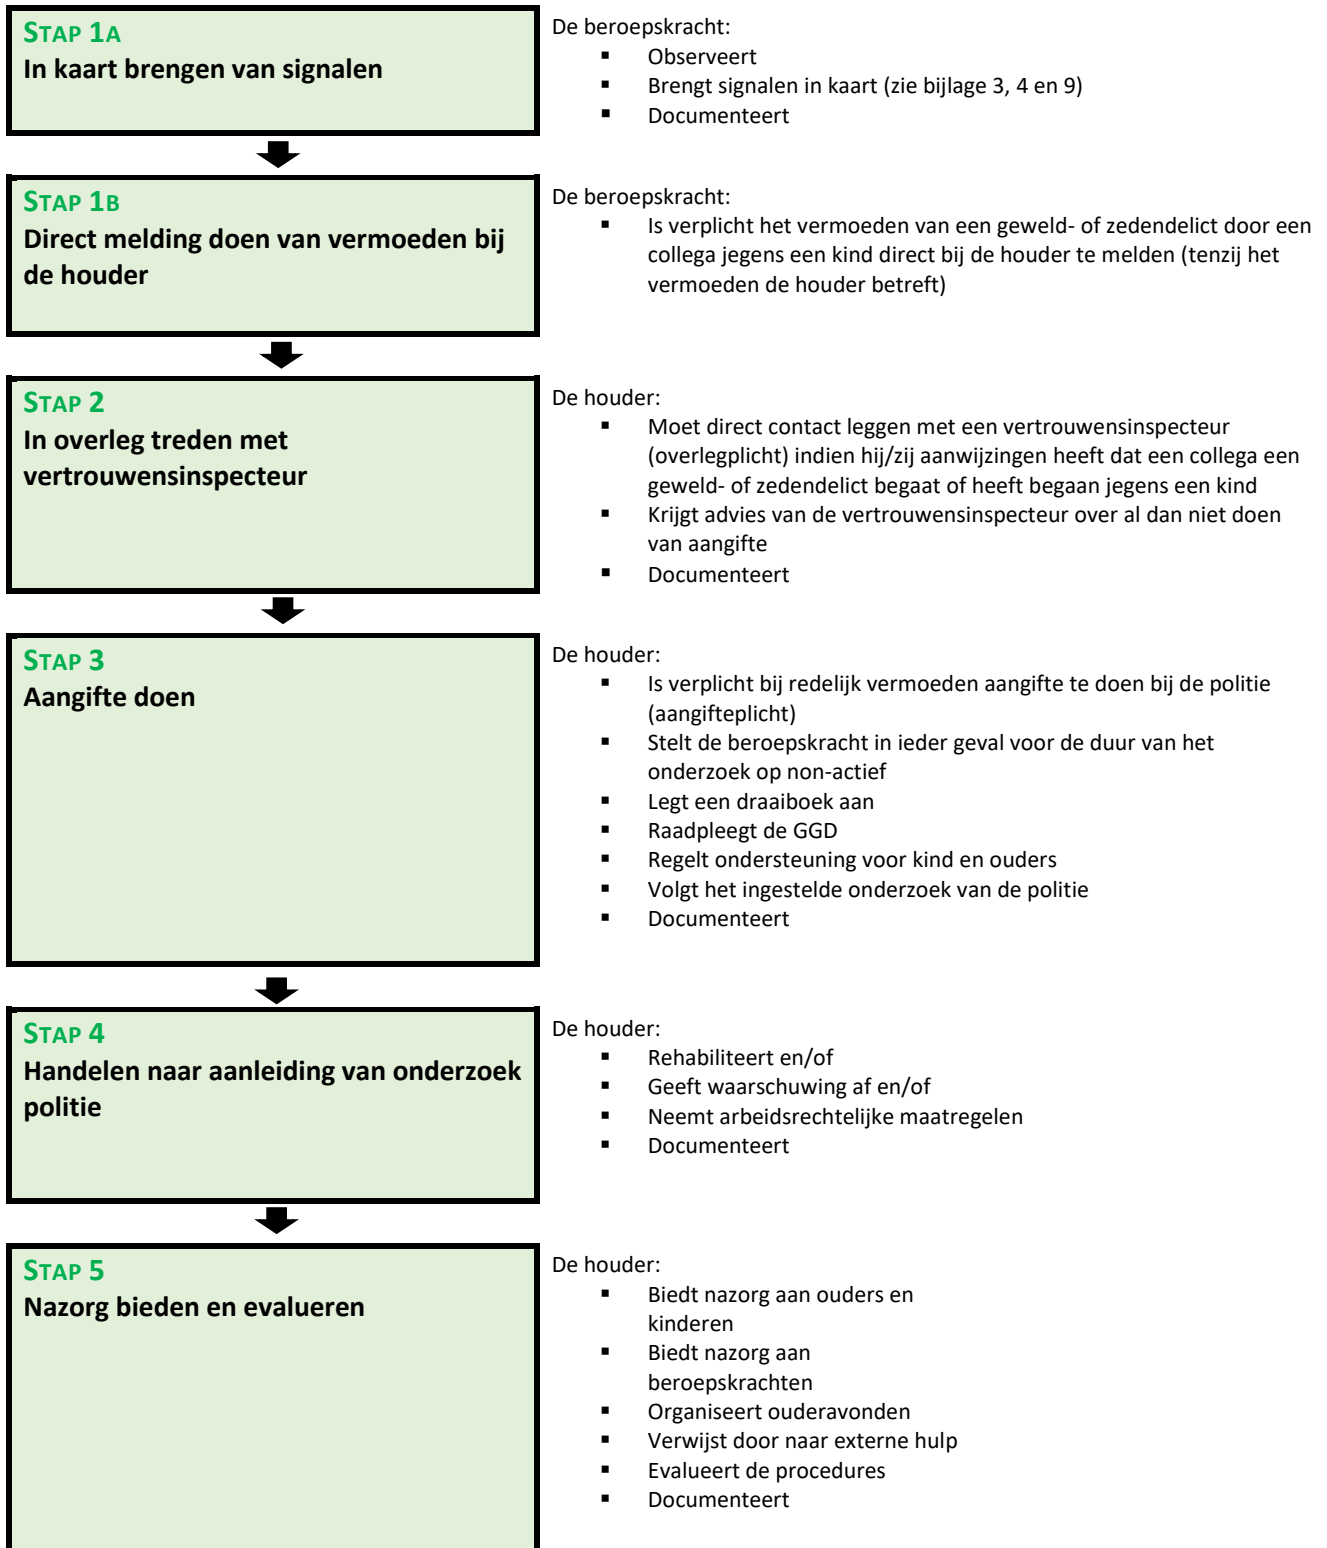 STAP 1A
In kaart brengen van signalen
De beroepskracht:
▪ Observeert
▪ Brengt signalen in kaart (zie bijlage 3, 4 en 9)
▪ Documenteert
STAP 1B
Direct melding doen van vermoeden bij
de houder
De beroepskracht:
▪ Is verplicht het vermoeden van een geweld- of zedendelict door een
collega jegens een kind direct bij de houder te melden (tenzij het
vermoeden de houder betreft)
STAP 2
In overleg treden met
vertrouwensinspecteur
De houder:
▪ Moet direct contact leggen met een vertrouwensinspecteur
(overlegplicht) indien hij/zij aanwijzingen heeft dat een collega een
geweld- of zedendelict begaat of heeft begaan jegens een kind
▪ Krijgt advies van de vertrouwensinspecteur over al dan niet doen
van aangifte
▪ Documenteert
STAP 3
Aangifte doen
De houder:
▪ Is verplicht bij redelijk vermoeden aangifte te doen bij de politie
(aangifteplicht)
▪ Stelt de beroepskracht in ieder geval voor de duur van het
onderzoek op non-actief
▪ Legt een draaiboek aan
▪ Raadpleegt de GGD
▪ Regelt ondersteuning voor kind en ouders
▪ Volgt het ingestelde onderzoek van de politie
▪ Documenteert
STAP 4
Handelen naar aanleiding van onderzoek
politie
De houder:
▪ Rehabiliteert en/of
▪ Geeft waarschuwing af en/of
▪ Neemt arbeidsrechtelijke maatregelen
▪ Documenteert
STAP 5
Nazorg bieden en evalueren
De houder:
▪ Biedt nazorg aan ouders en
kinderen
▪ Biedt nazorg aan
beroepskrachten
▪ Organiseert ouderavonden
▪ Verwijst door naar externe hulp
▪ Evalueert de procedures
▪ Documenteert